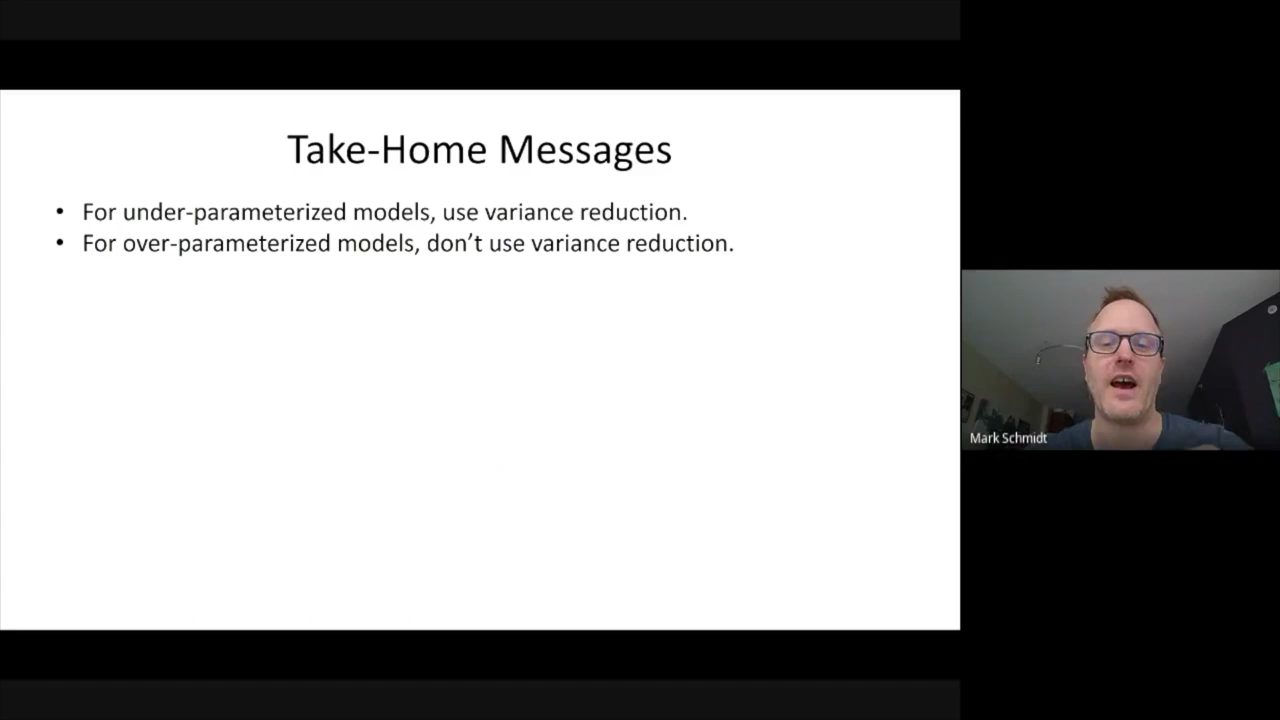 Take-Home Messages
• For under-parameterized models, use variance reduction.
• For over-parameterized models, don’t use variance reduction.
Mark Schmidt